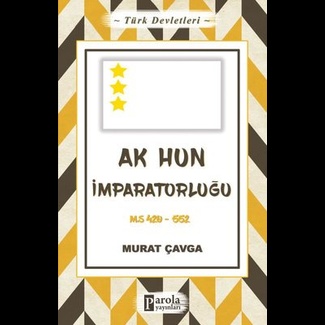 ~ Türk Devletleri ~
AK HUN
İMPARATORLUĞU
M.S 420 - 552
MURAT ÇAVGA
Parola
yayınları